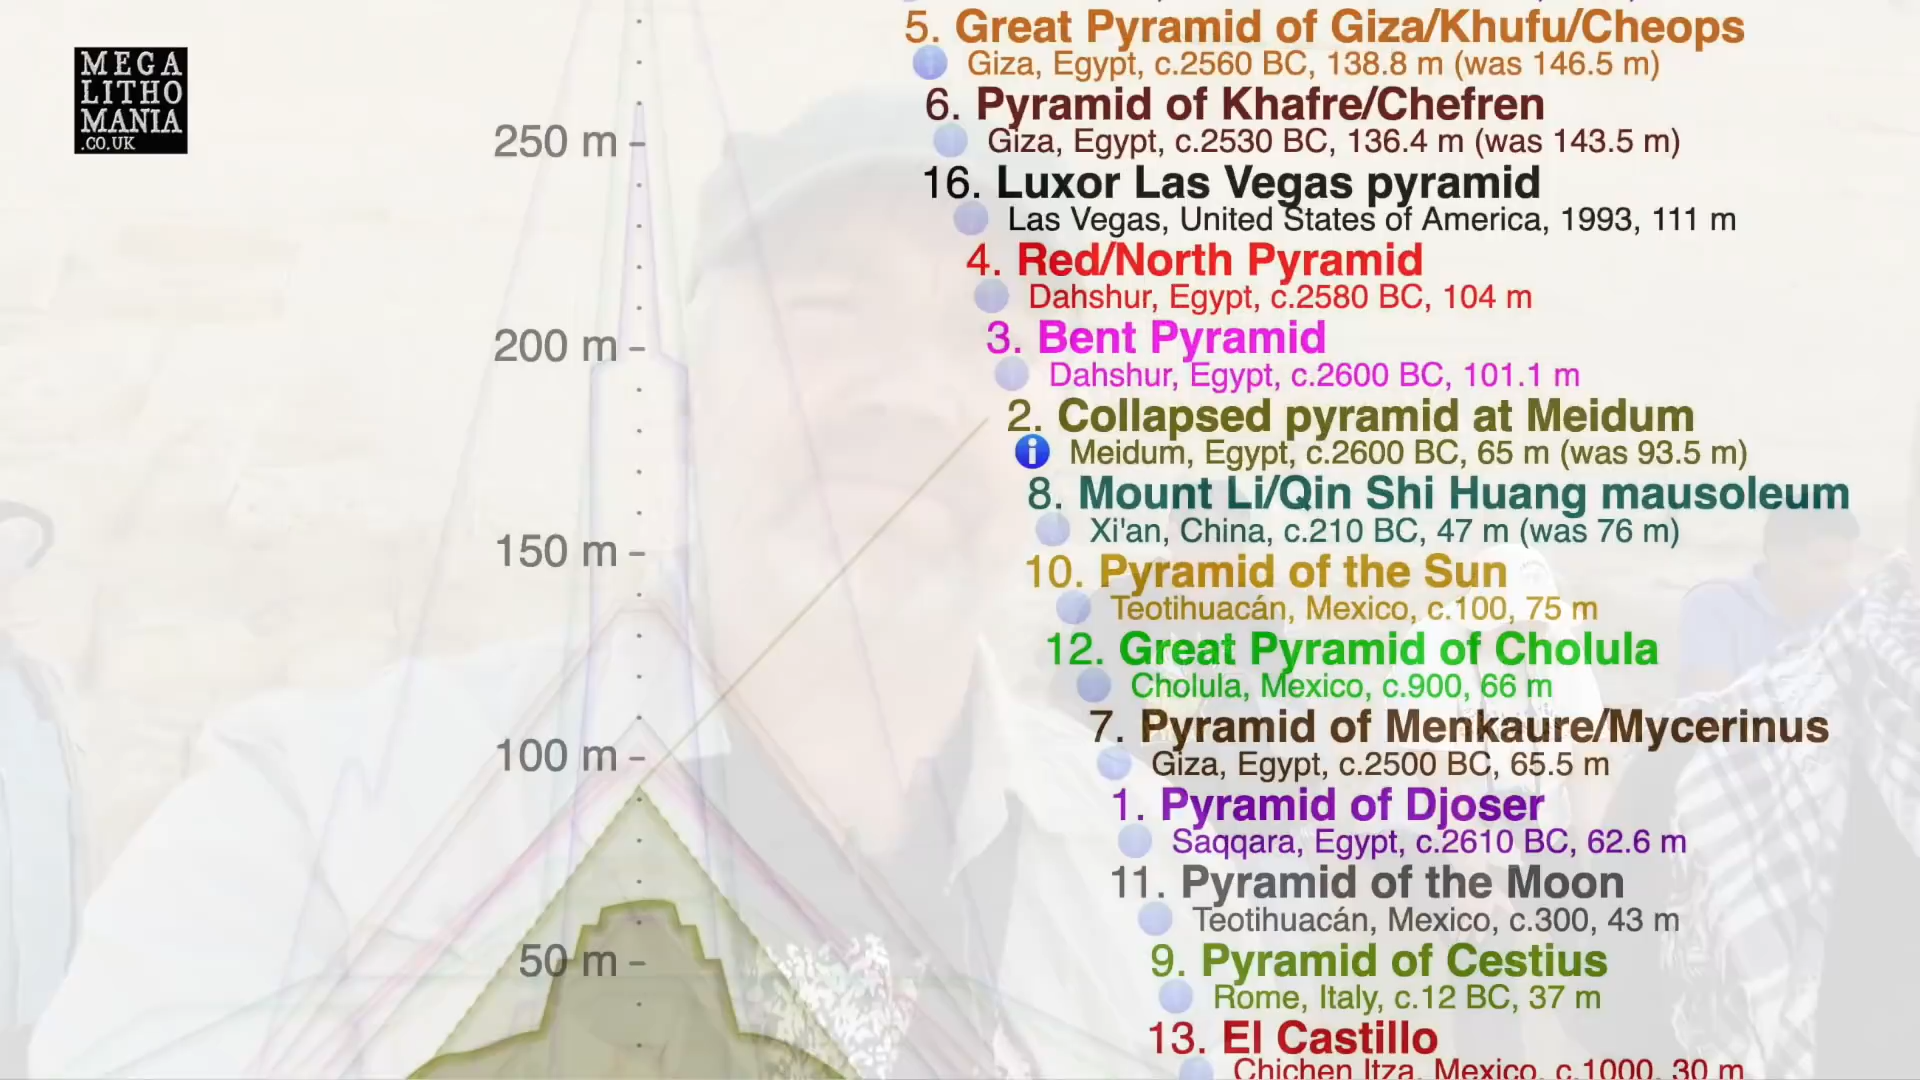 MEGA
LITHO
MANIA
.CO.UK
250 m
200 m
150 m
100 m
50 m
5. Great Pyramid of Giza/Khufu/Cheops
i Giza, Egypt, c.2560 BC, 138.8 m (was 146.5 m)
6. Pyramid of Khafre/Chefren
Giza, Egypt, c.2530 BC, 136.4 m (was 143.5 m)
16. Luxor Las Vegas pyramid
Las Vegas, United States of America, 1993, 111 m
4. Red/North Pyramid
Dahshur, Egypt, c.2580 BC, 104 m
3. Bent Pyramid
Dahshur, Egypt, c.2600 BC, 101.1 m
2. Collapsed pyramid at Meidum
i Meidum, Egypt, c.2600 BC, 65 m (was 93.5 m)
8. Mount Li/Qin Shi Huang mausoleum
Xi'an, China, c.210 BC, 47 m (was 76 m)
10. Pyramid of the Sun
Teotihuacán, Mexico, c.100, 75 m
12. Great Pyramid of Cholula
Cholula, Mexico, c.900, 66 m
7. Pyramid of Menkaure/Mycerinus
Giza, Egypt, c.2500 BC, 65.5 m
1. Pyramid of Djoser
Saqqara, Egypt, c.2610 BC, 62.6 m
11. Pyramid of the Moon
Teotihuacán, Mexico, c.300, 43 m
9. Pyramid of Cestius
Rome, Italy, c.12 BC, 37 m
13. El Castillo
Chichen Itza, Mexico, c.1000, 30 m